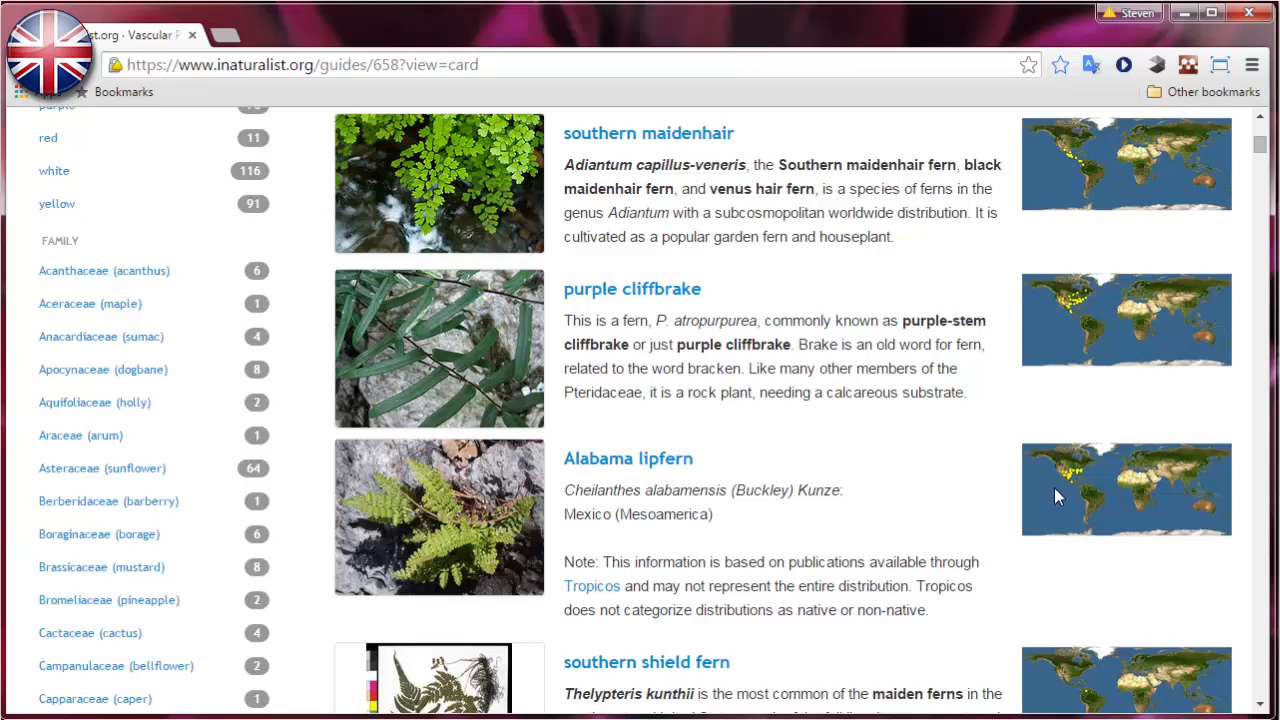 Steven
st.org · Vascular P
https://www.inaturalist.org/guides/658?view=card
Apps
Bookmarks
Other bookmarks
purple
red 11
white 116
yellow 91
FAMILY
Acanthaceae (acanthus) 6
Aceraceae (maple) 1
Anacardiaceae (sumac) 4
Apocynaceae (dogbane) 8
Aquifoliaceae (holly) 2
Araceae (arum) 1
Asteraceae (sunflower) 64
Berberidaceae (barberry) 1
Boraginaceae (borage) 6
Brassicaceae (mustard) 8
Bromeliaceae (pineapple) 2
Cactaceae (cactus) 4
Campanulaceae (bellflower) 2
Capparaceae (caper) 1
southern maidenhair
Adiantum capillus-veneris, the Southern maidenhair fern, black
maidenhair fern, and venus hair fern, is a species of ferns in the
genus Adiantum with a subcosmopolitan worldwide distribution. It is
cultivated as a popular garden fern and houseplant.
purple cliffbrake
This is a fern, P. atropurpurea, commonly known as purple-stem
cliffbrake or just purple cliffbrake. Brake is an old word for fern,
related to the word bracken. Like many other members of the
Pteridaceae, it is a rock plant, needing a calcareous substrate.
Alabama lipfern
Cheilanthes alabamensis (Buckley) Kunze:
Mexico (Mesoamerica)
Note: This information is based on publications available through
Tropicos and may not represent the entire distribution. Tropicos
does not categorize distributions as native or non-native.
southern shield fern
Thelypteris kunthii is the most common of the maiden ferns in the